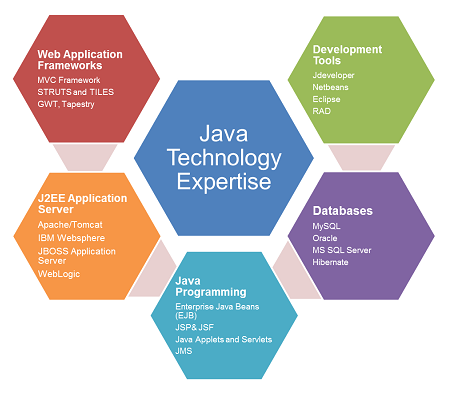 Web Application
Frameworks
MVC Framework
STRUTS and TILES
GWT, Tapestry
Development
Tools
Jdeveloper
Netbeans
Eclipse
RAD
Java
Technology
Expertise
J2EE Application
Server
Apache/Tomcat
IBM Websphere
JBOSS Application
Server
WebLogic
Databases
MySQL
Oracle
MS SQL Server
Hibernate
Java
Programming
Enterprise Java Beans
(EJB)
JSP& JSF
Java Applets and Servlets
JMS